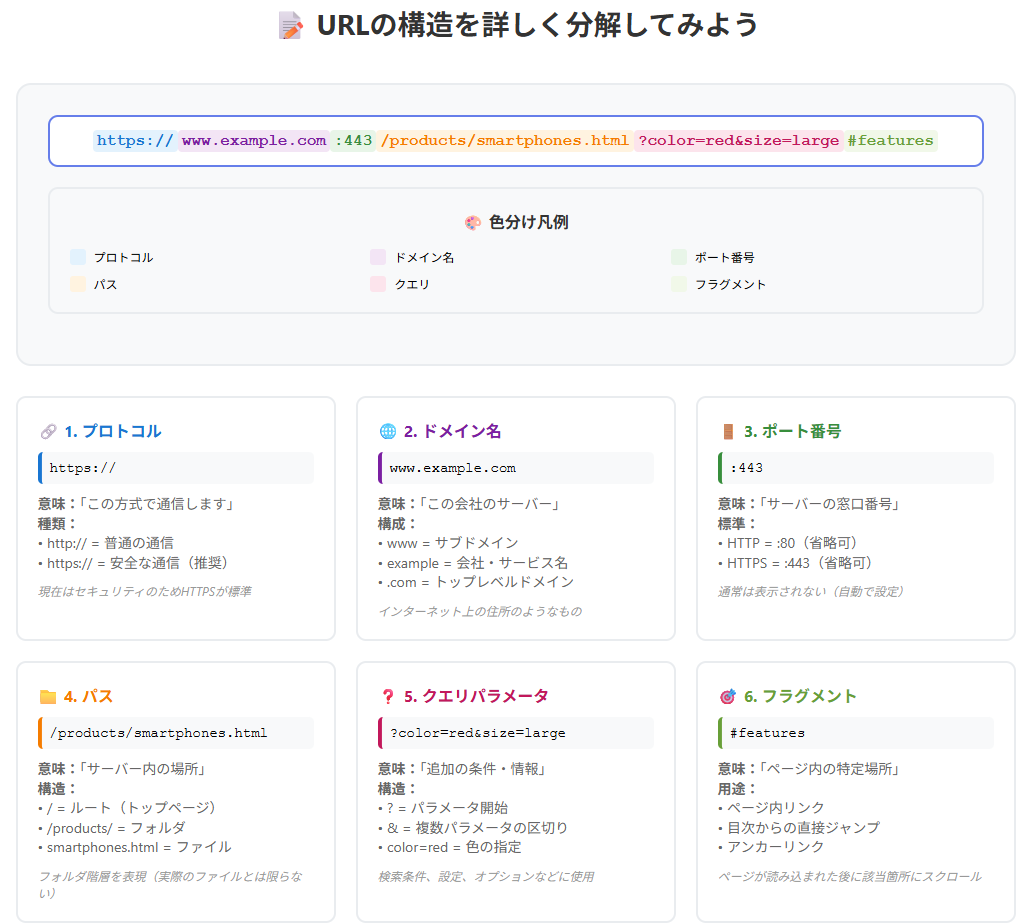 URLの構造を詳しく分解してみよう
https:// www.example.com :443 /products/smartphones.html ?color=red&size=large #features
色分け凡例
プロトコル ドメイン名 ポート番号
パス クエリ フラグメント
1. プロトコル
https://
意味：「この方式で通信します」
種類：
• http:// = 普通の通信
• https:// = 安全な通信（推奨）
現在はセキュリティのためHTTPSが標準
2. ドメイン名
www.example.com
意味：「この会社のサーバー」
構成：
• www = サブドメイン
• example = 会社・サービス名
• .com = トップレベルドメイン
インターネット上の住所のようなもの
3. ポート番号
:443
意味：「サーバーの窓口番号」
標準：
• HTTP = :80（省略可）
• HTTPS = :443（省略可）
通常は表示されない（自動で設定）
4. パス
/products/smartphones.html
意味：「サーバー内の場所」
構造：
• / = ルート（トップページ）
• /products/ = フォルダ
• smartphones.html = ファイル
フォルダ階層を表現（実際のファイルとは限らな
い）
5. クエリパラメータ
?color=red&size=large
意味：「追加の条件・情報」
構造：
• ? = パラメータ開始
• & = 複数パラメータの区切り
• color=red = 色の指定
検索条件、設定、オプションなどに使用
6. フラグメント
#features
意味：「ページ内の特定場所」
用途：
• ページ内リンク
• 目次からの直接ジャンプ
• アンカーリンク
ページが読み込まれた後に該当箇所にスクロール